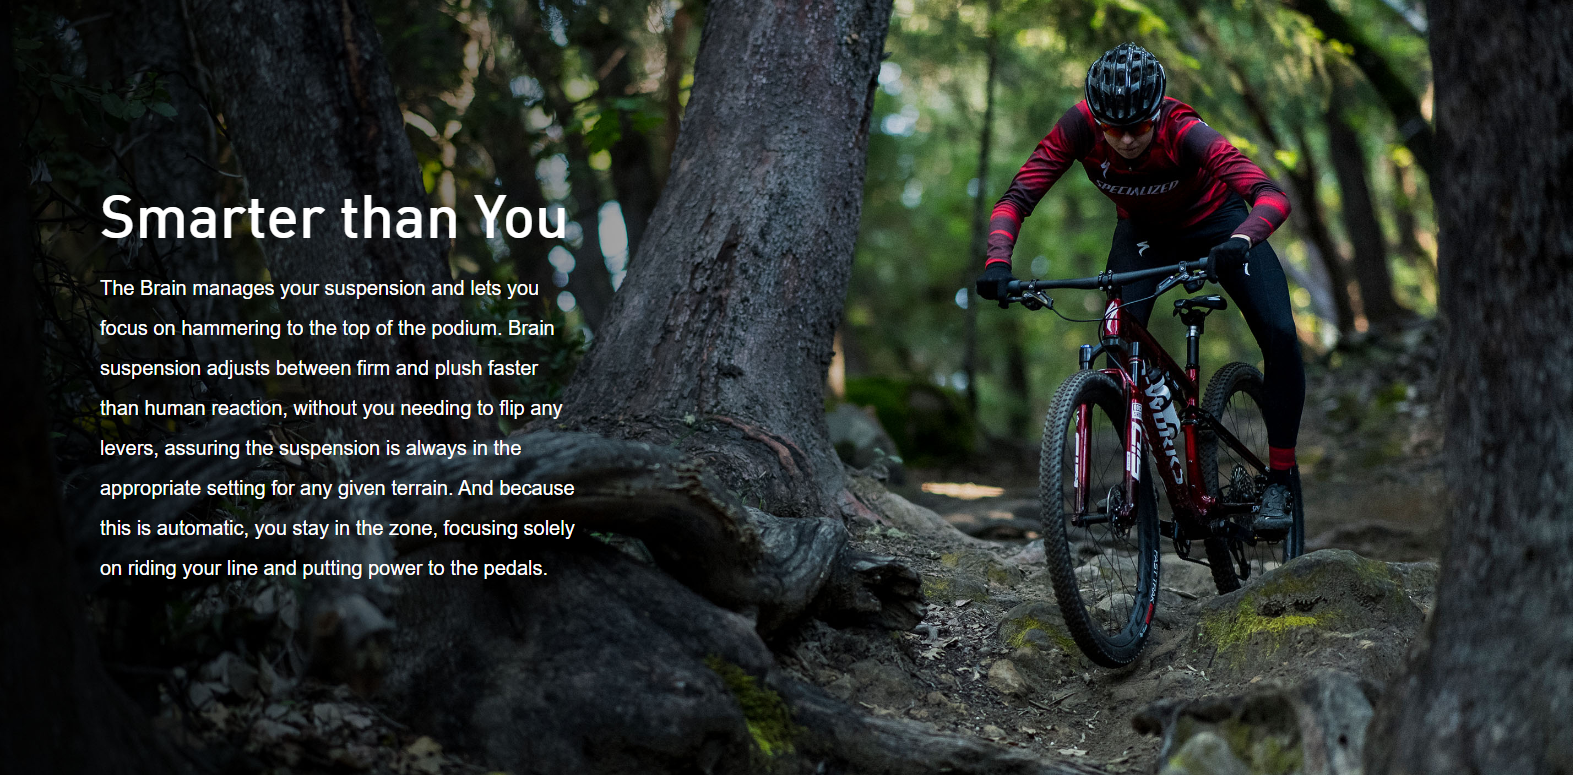 Smarter than You
The Brain manages your suspension and lets you
focus on hammering to the top of the podium. Brain
suspension adjusts between firm and plush faster
than human reaction, without you needing to flip any
levers, assuring the suspension is always in the
appropriate setting for any given terrain. And because
this is automatic, you stay in the zone, focusing solely
on riding your line and putting power to the pedals.
SPECIALIZED
SID
FAST TRAK